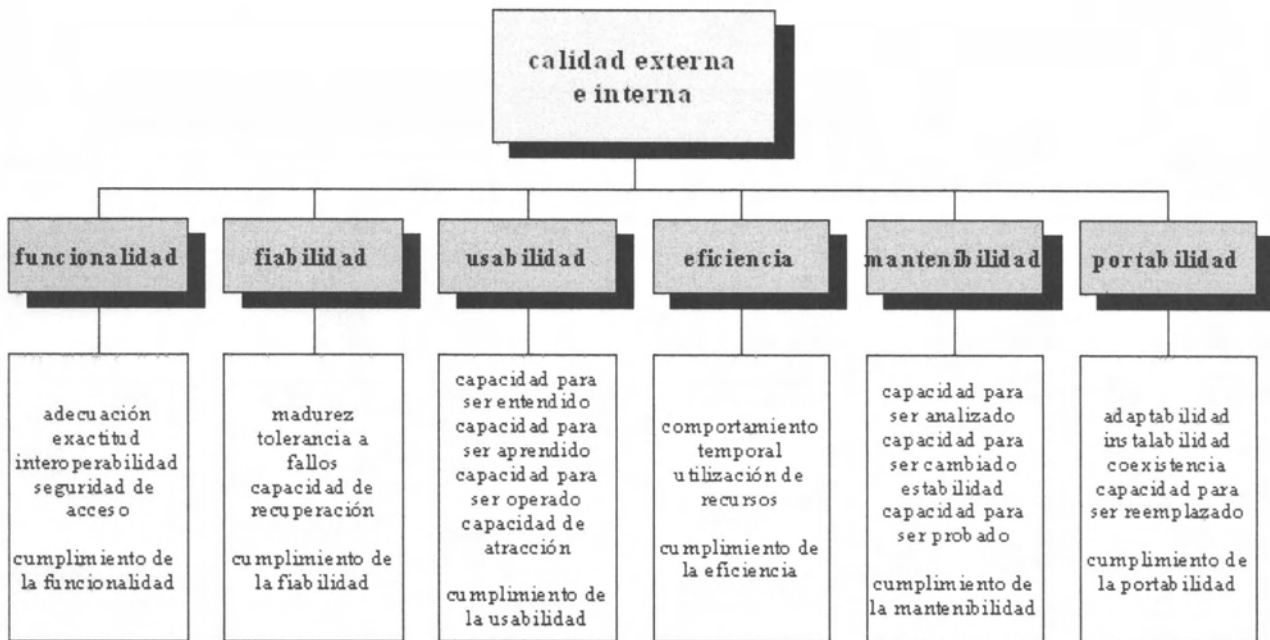 calidad externa
e interna
funcionalidad
fiabilidad
usabilidad
eficiencia
mantenibilidad
portabilidad
adecuación
exactitud
interoperabilidad
seguridad de
acceso
cumplimiento de
la funcionalidad
madurez
tolerancia a
fallos
capacidad de
recuperación
cumplimiento de
la fiabilidad
capacidad para
ser entendido
capacidad para
ser aprendido
capacidad para
ser operado
capacidad de
atracción
cumplimiento de
la usabilidad
comportamiento
temporal
utilización de
recursos
cumplimiento de
la eficiencia
capacidad para
ser analizado
capacidad para
ser cambiado
estabilidad
capacidad para
ser probado
cumplimiento de
la mantenibilidad
adaptabilidad
instalabilidad
coexistencia
capacidad para
ser reemplazado
cumplimiento de
la portabilidad